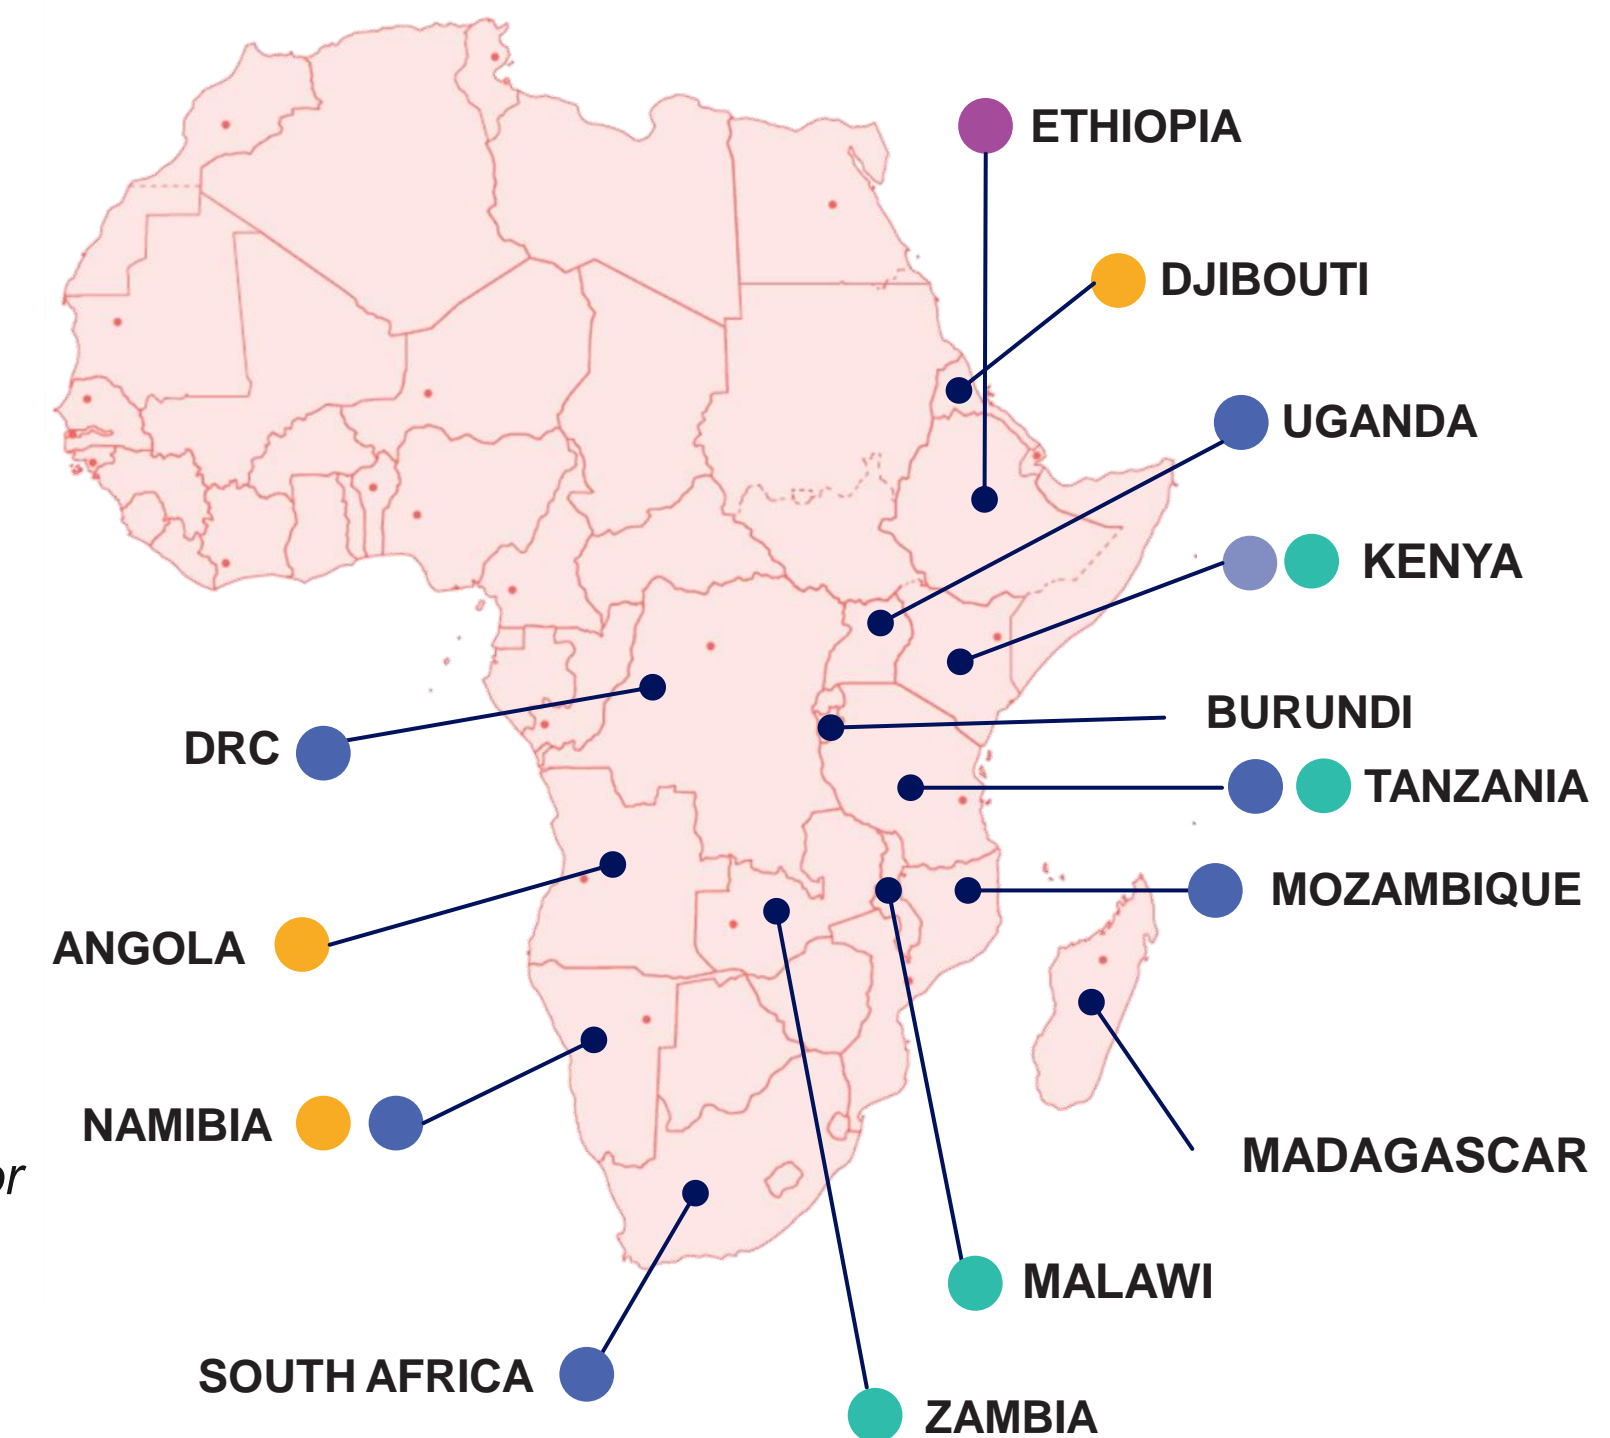 ETHIOPIA
DJIBOUTI
UGANDA
KENYA
BURUNDI
DRC
TANZANIA
MOZAMBIQUE
ANGOLA
NAMIBIA
MADAGASCAR
MALAWI
SOUTH AFRICA
ZAMBIA